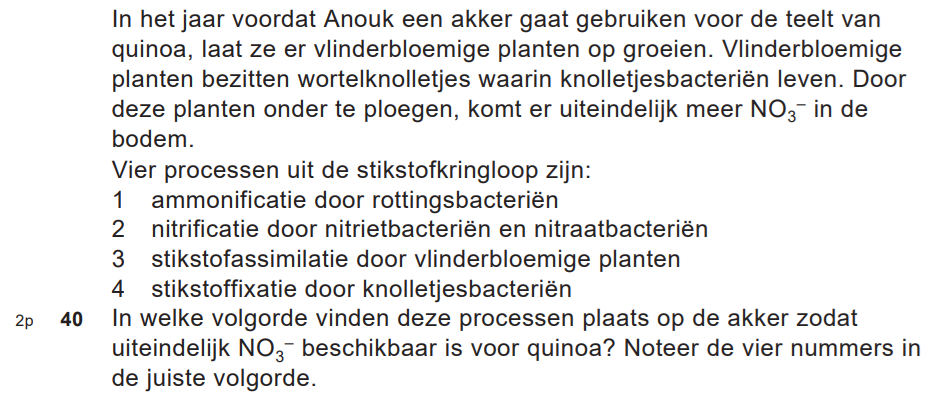 In het jaar voordat Anouk een akker gaat gebruiken voor de teelt van
quinoa, laat ze er vlinderbloemige planten op groeien. Vlinderbloemige
planten bezitten wortelknolletjes waarin knolletjesbacteriën leven. Door
deze planten onder te ploegen, komt er uiteindelijk meer NO₃⁻ in de
bodem.
Vier processen uit de stikstofkringloop zijn:
1 ammonificatie door rottingsbacteriën
2 nitrificatie door nitrietbacteriën en nitraatbacteriën
3 stikstofassimilatie door vlinderbloemige planten
4 stikstoffixatie door knolletjesbacteriën
2p 40 In welke volgorde vinden deze processen plaats op de akker zodat
uiteindelijk NO₃⁻ beschikbaar is voor quinoa? Noteer de vier nummers in
de juiste volgorde.